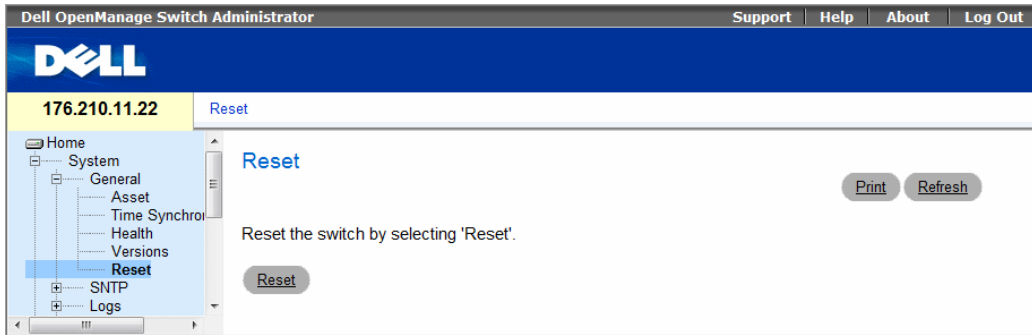 Dell OpenManage Switch Administrator
Support | Help | About | Log Out
DELL
176.210.11.22
Reset
Home
System
General
Asset
Time Synchro
Health
Versions
Reset
SNTP
Logs
Reset
Print
Refresh
Reset the switch by selecting 'Reset'.
Reset